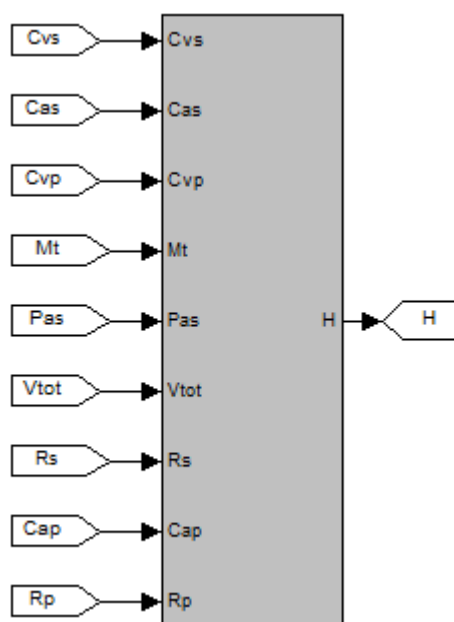 Cvs Cvs
Cas Cas
Cvp Cvp
Mt Mt
Pas Pas H H
Vtot Vtot
Rs Rs
Cap Cap
Rp Rp